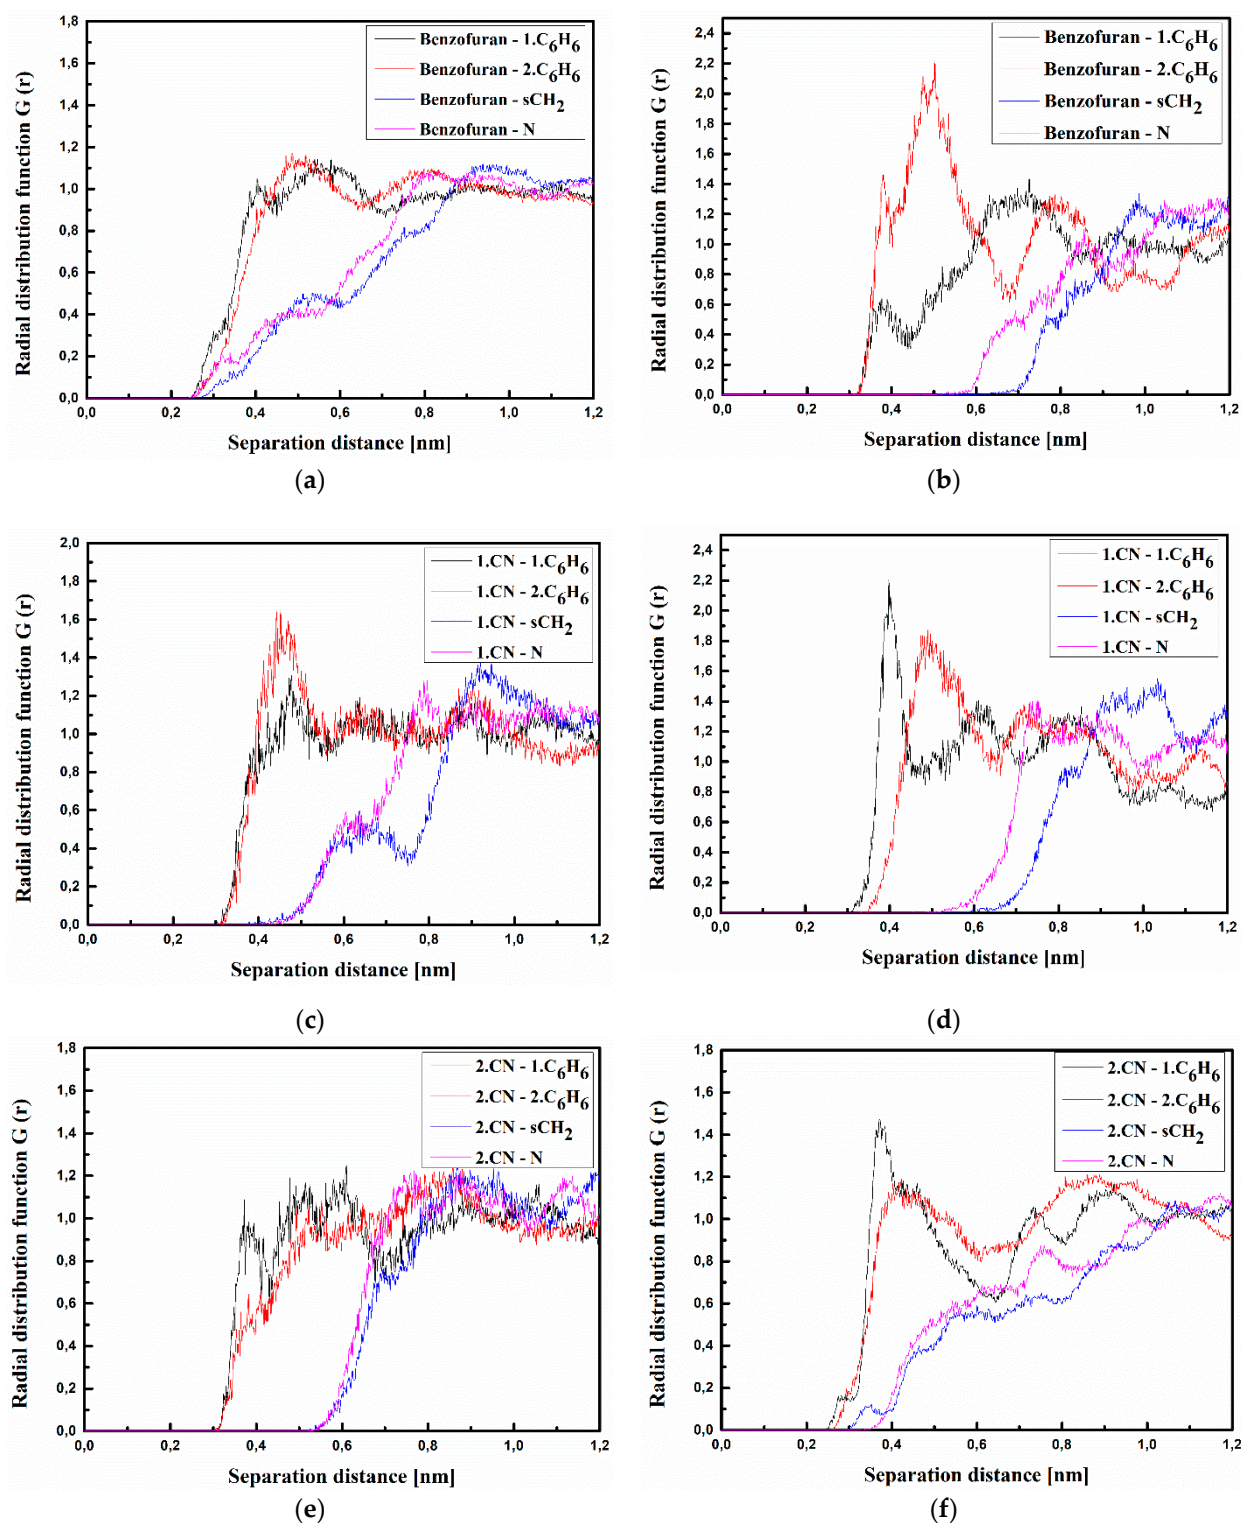 1,8
1,6
1,4
1,2
1,0
0,8
0,6
0,4
0,2
0,0
Radial distribution function G (r)
Benzofuran - 1.C6H6
Benzofuran - 2.C6H6
Benzofuran - sCH2
Benzofuran - N
0,0 0,2 0,4 0,6 0,8 1,0 1,2
Separation distance [nm]
(a)
2,4
2,2
2,0
1,8
1,6
1,4
1,2
1,0
0,8
0,6
0,4
0,2
0,0
Radial distribution function G (r)
Benzofuran - 1.C6H6
Benzofuran - 2.C6H6
Benzofuran - sCH2
Benzofuran - N
0,0 0,2 0,4 0,6 0,8 1,0 1,2
Separation distance [nm]
(b)
2,0
1,8
1,6
1,4
1,2
1,0
0,8
0,6
0,4
0,2
0,0
Radial distribution function G (r)
1.CN - 1.C6H6
1.CN - 2.C6H6
1.CN - sCH2
1.CN - N
0,0 0,2 0,4 0,6 0,8 1,0 1,2
Separation distance [nm]
(c)
2,4
2,2
2,0
1,8
1,6
1,4
1,2
1,0
0,8
0,6
0,4
0,2
0,0
Radial distribution function G (r)
1.CN - 1.C6H6
1.CN - 2.C6H6
1.CN - sCH2
1.CN - N
0,0 0,2 0,4 0,6 0,8 1,0 1,2
Separation distance [nm]
(d)
1,8
1,6
1,4
1,2
1,0
0,8
0,6
0,4
0,2
0,0
Radial distribution function G (r)
2.CN - 1.C6H6
2.CN - 2.C6H6
2.CN - sCH2
2.CN - N
0,0 0,2 0,4 0,6 0,8 1,0 1,2
Separation distance [nm]
(e)
1,8
1,6
1,4
1,2
1,0
0,8
0,6
0,4
0,2
0,0
Radial distribution function G (r)
2.CN - 1.C6H6
2.CN - 2.C6H6
2.CN - sCH2
2.CN - N
0,0 0,2 0,4 0,6 0,8 1,0 1,2
Separation distance [nm]
(f)